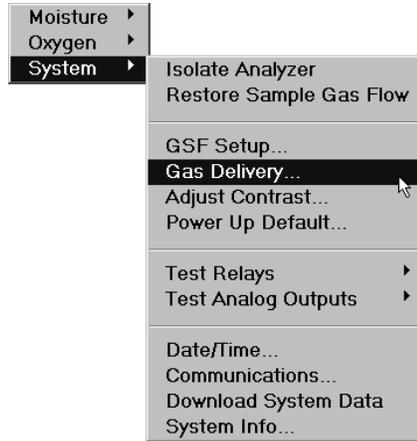 Moisture
Oxygen
System
Isolate Analyzer
Restore Sample Gas Flow
GSF Setup...
Gas Delivery...
Adjust Contrast...
Power Up Default...
Test Relays
Test Analog Outputs
Date/Time...
Communications...
Download System Data
System Info...